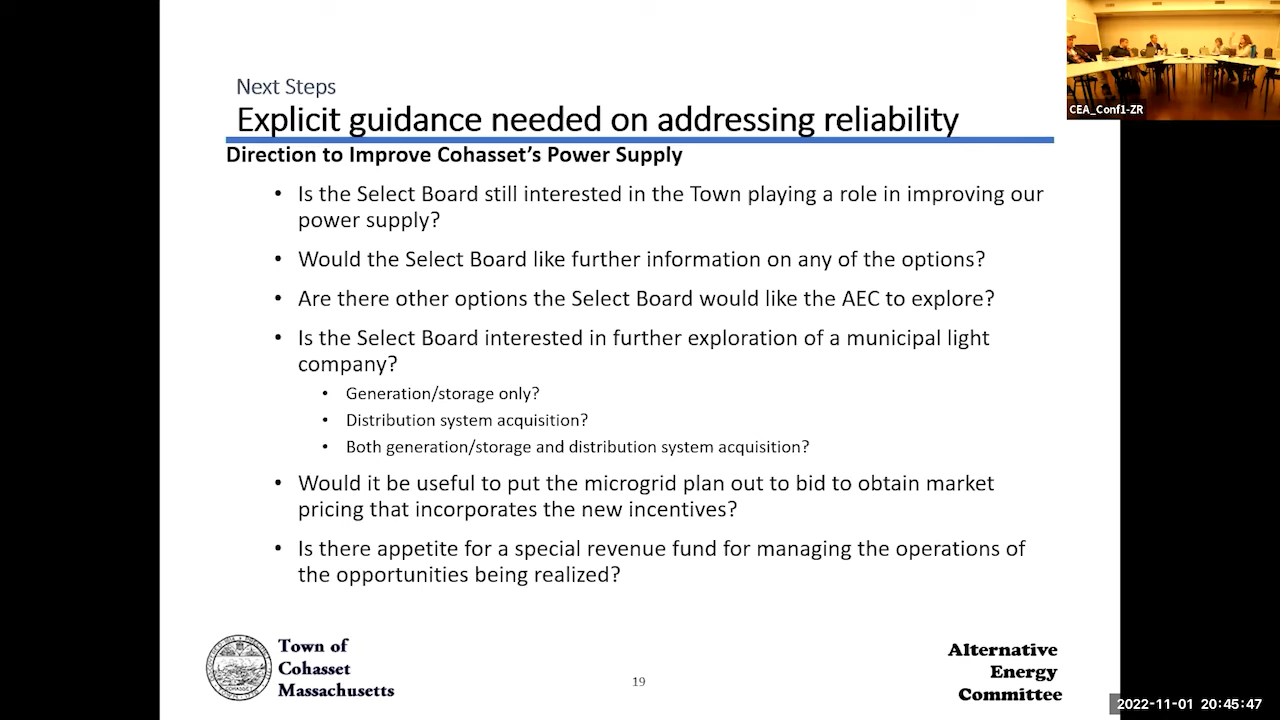 CEA_Conf1-ZR
Next Steps
Explicit guidance needed on addressing reliability
Direction to Improve Cohasset's Power Supply
• Is the Select Board still interested in the Town playing a role in improving our
power supply?
• Would the Select Board like further information on any of the options?
• Are there other options the Select Board would like the AEC to explore?
• Is the Select Board interested in further exploration of a municipal light
company?
• Generation/storage only?
• Distribution system acquisition?
• Both generation/storage and distribution system acquisition?
• Would it be useful to put the microgrid plan out to bid to obtain market
pricing that incorporates the new incentives?
• Is there appetite for a special revenue fund for managing the operations of
the opportunities being realized?
Town of
Cohasset
Massachusetts
19
Alternative
Energy
Committee
2022-11-01 20:45:47